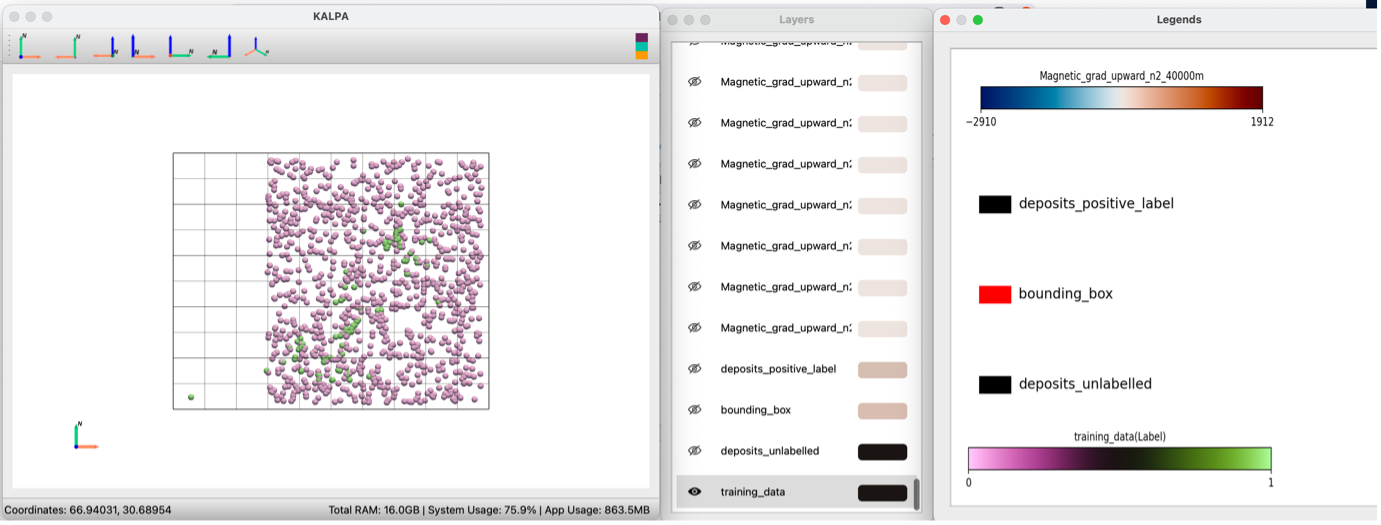 KALPA
N
N
N
N
N
N
N
Coordinates: 66.94031, 30.68954
Total RAM: 16.0GB | System Usage: 75.9% | App Usage: 863.5MB
Layers
Magnetic_grad_upward_n2
Magnetic_grad_upward_n2
Magnetic_grad_upward_n2
Magnetic_grad_upward_n2
Magnetic_grad_upward_n2
Magnetic_grad_upward_n2
Magnetic_grad_upward_n2
Magnetic_grad_upward_n2
deposits_positive_label
bounding_box
deposits_unlabelled
training_data
Legends
Magnetic_grad_upward_n2_40000m
−2910 1912
deposits_positive_label
bounding_box
deposits_unlabelled
training_data(Label)
0 1